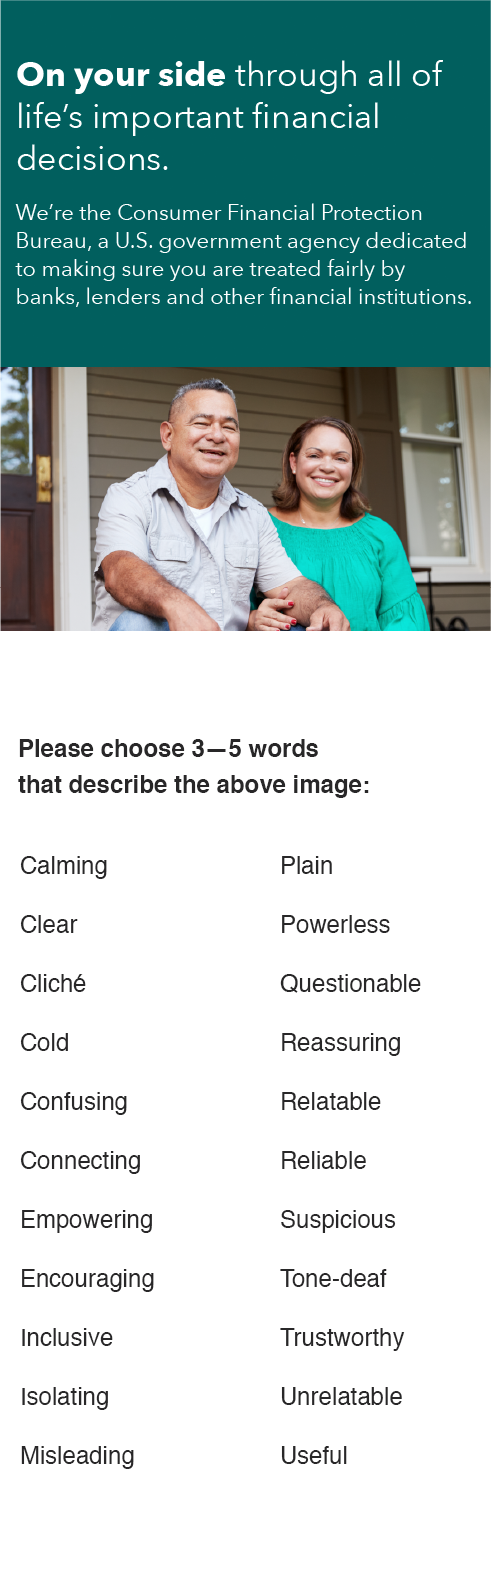 On your side through all of
life’s important financial
decisions.
We’re the Consumer Financial Protection
Bureau, a U.S. government agency dedicated
to making sure you are treated fairly by
banks, lenders and other financial institutions.
Please choose 3—5 words
that describe the above image:
Calming
Clear
Cliché
Cold
Confusing
Connecting
Empowering
Encouraging
Inclusive
Isolating
Misleading
Plain
Powerless
Questionable
Reassuring
Relatable
Reliable
Suspicious
Tone-deaf
Trustworthy
Unrelatable
Useful